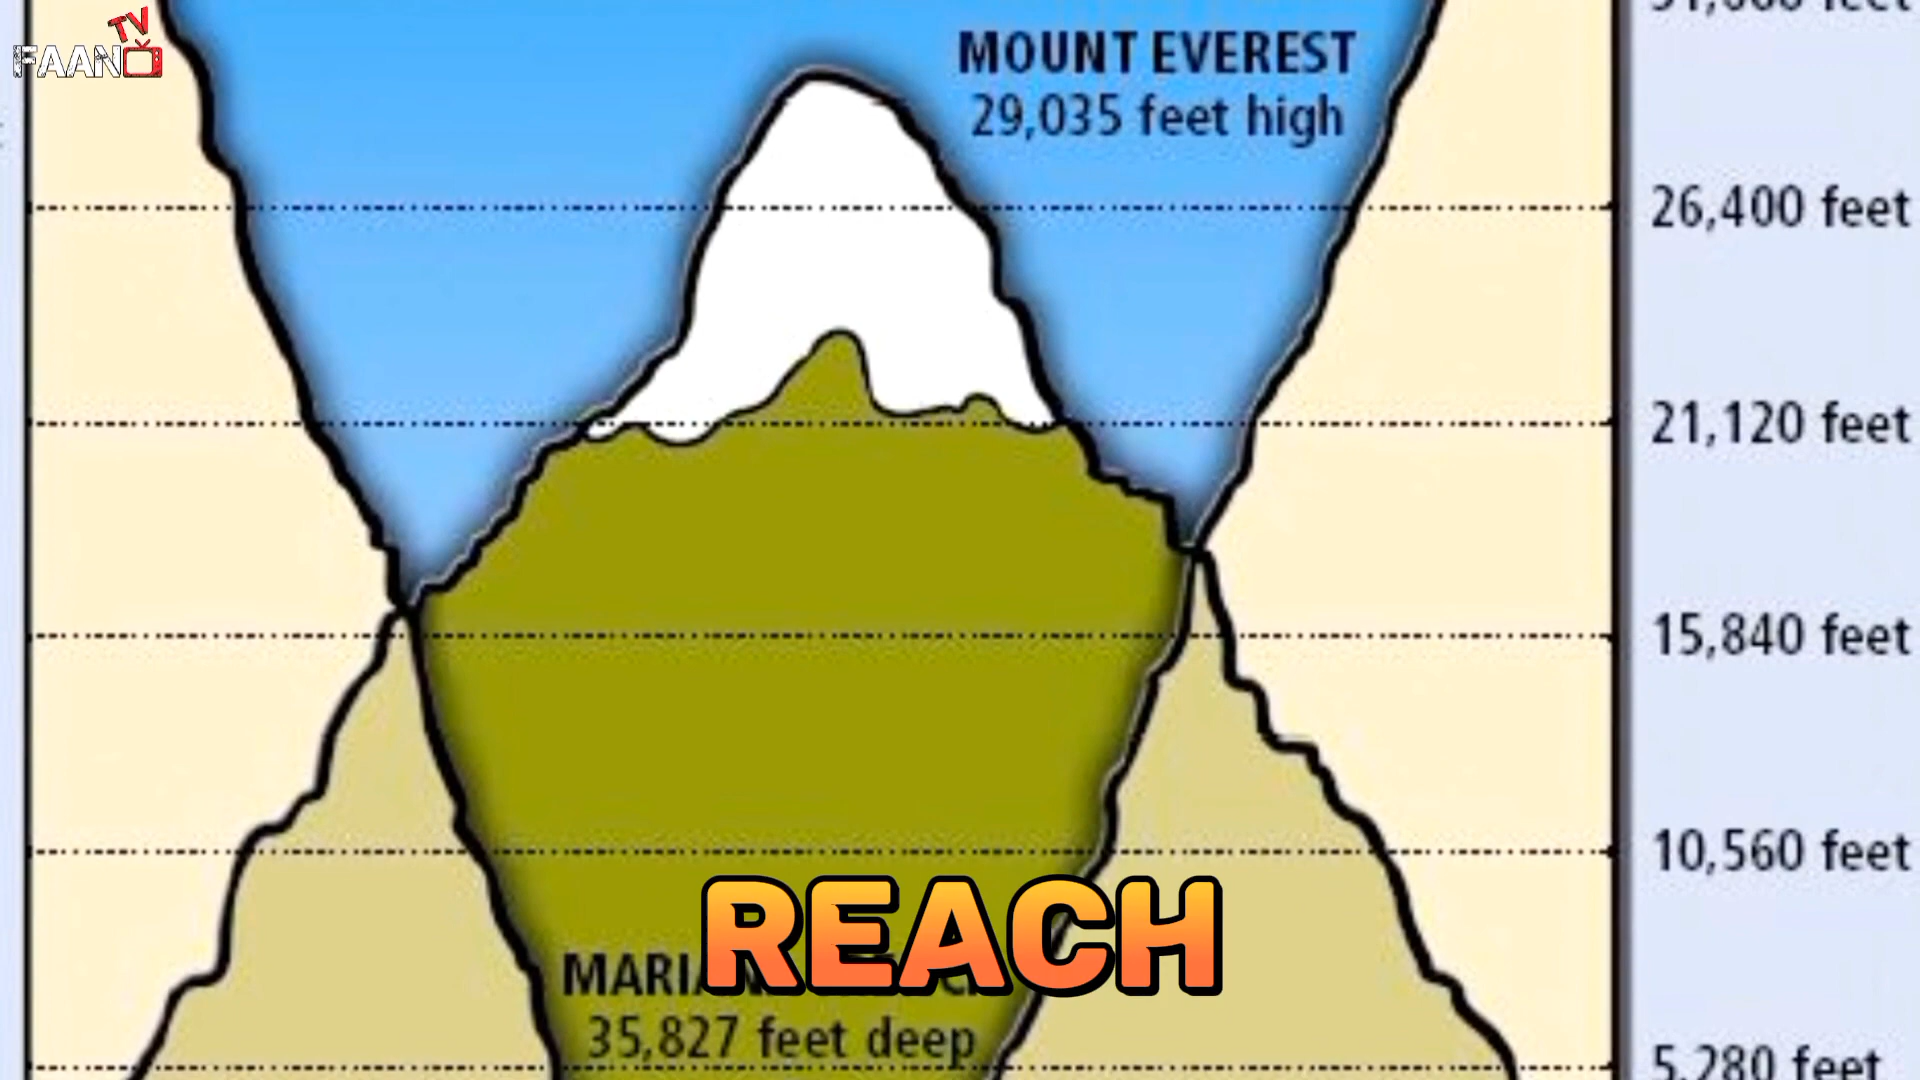 TV
FAAN
MOUNT EVEREST
29,035 feet high
26,400 feet
21,120 feet
15,840 feet
10,560 feet
REACH
35,827 feet deep
5,280 feet